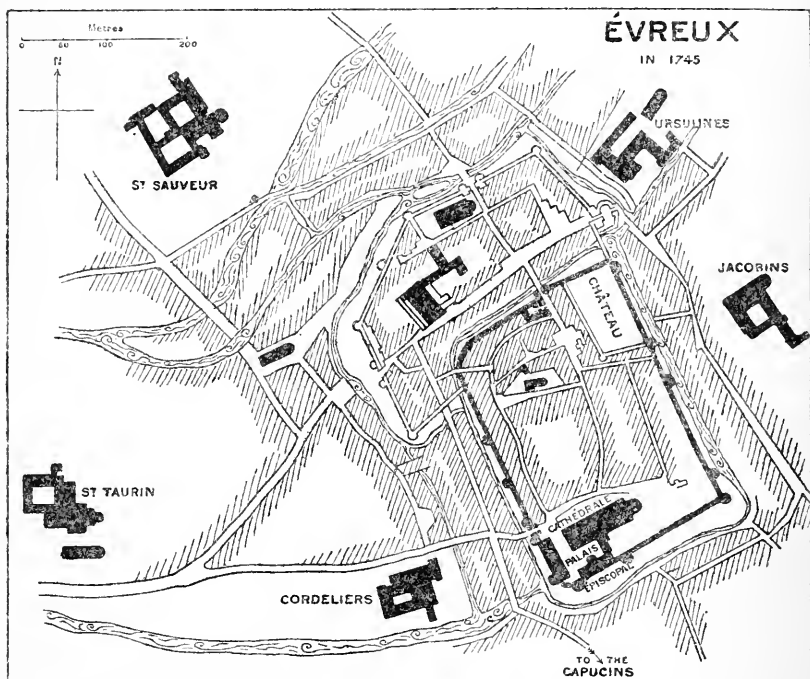 ÉVREUX
IN 1745
Metres
0 50 100 200
N
URSULINES
ST SAUVEUR
JACOBINS
CHÂTEAU
ST TAURIN
CATHÉDRALE
PALAIS
ÉPISCOPAL
CORDELIERS
TO THE
CAPUCINS